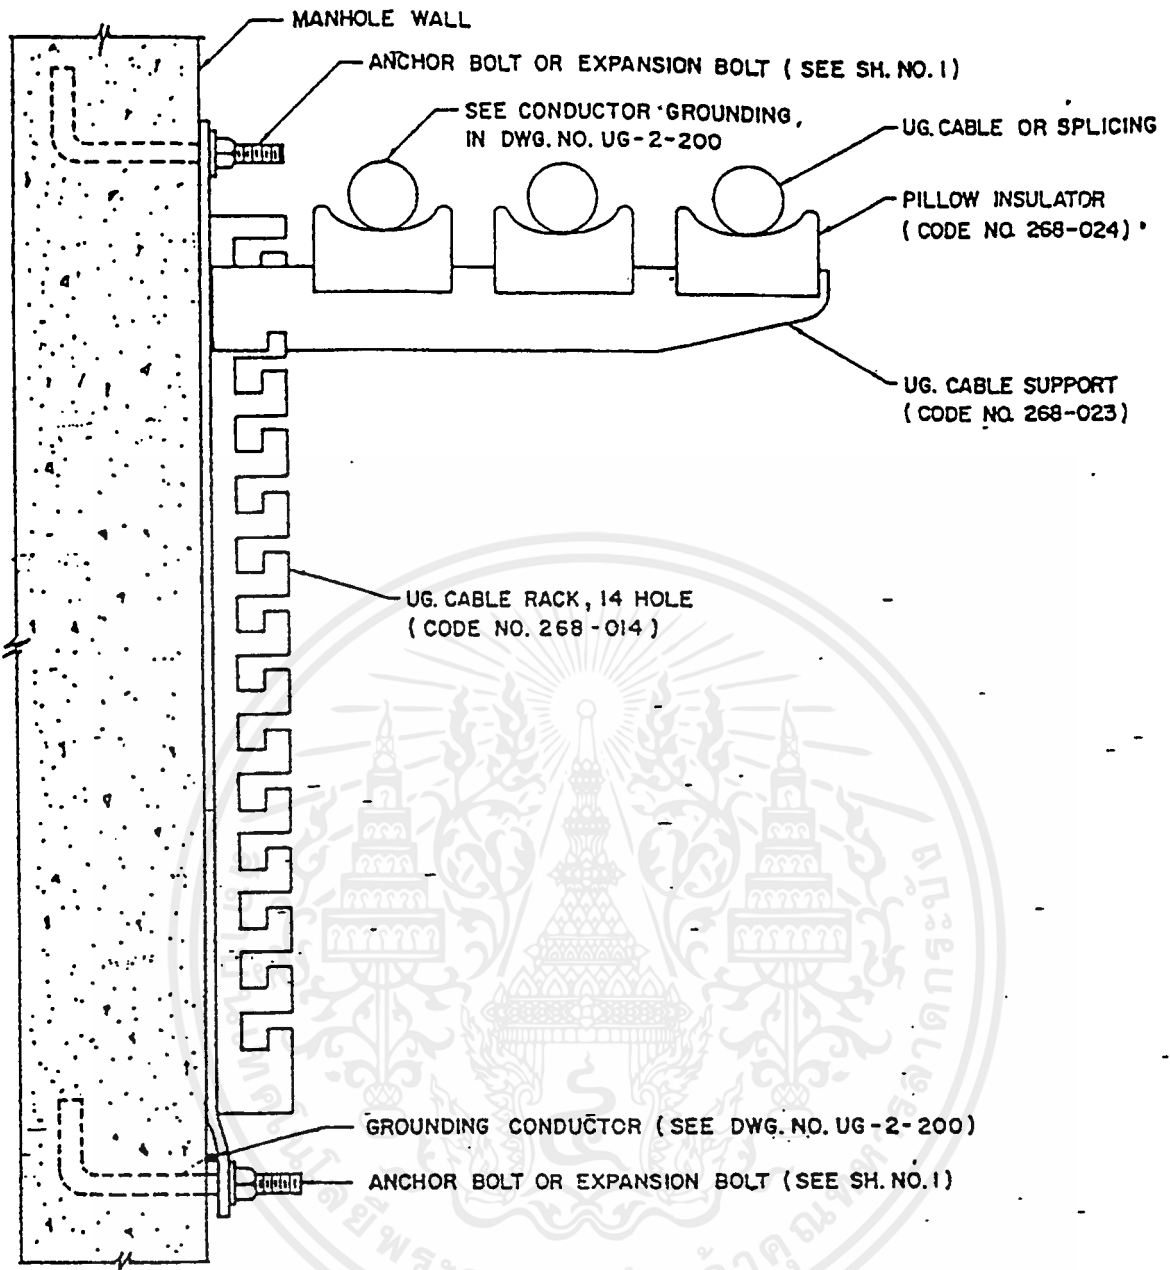 MANHOLE WALL
ANCHOR BOLT OR EXPANSION BOLT (SEE SH. NO. 1)
SEE CONDUCTOR GROUNDING,
IN DWG. NO. UG-2-200
UG. CABLE OR SPLICING
PILLOW INSULATOR
(CODE NO. 268-024)
UG. CABLE SUPPORT
(CODE NO. 268-023)
UG. CABLE RACK, 14 HOLE
(CODE NO. 268-014)
GROUNDING CONDUCTOR (SEE DWG. NO. UG-2-200)
ANCHOR BOLT OR EXPANSION BOLT (SEE SH. NO. 1)